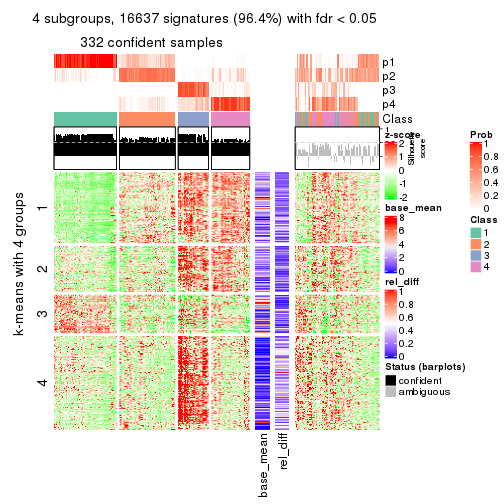 4 subgroups, 16637 signatures (96.4%) with fdr < 0.05
332 confident samples
p1
p2
p3
p4
Class
1
Silhouette
score
k-means with 4 groups
1
2
3
4
base_mean
rel_diff
z-score
2
1
0
-1
-2
base_mean
8
6
4
2
0
rel_diff
1
0.8
0.6
0.4
0.2
0
Status (barplots)
confident
ambiguous
Prob
1
0.8
0.6
0.4
0.2
0
Class
1
2
3
4